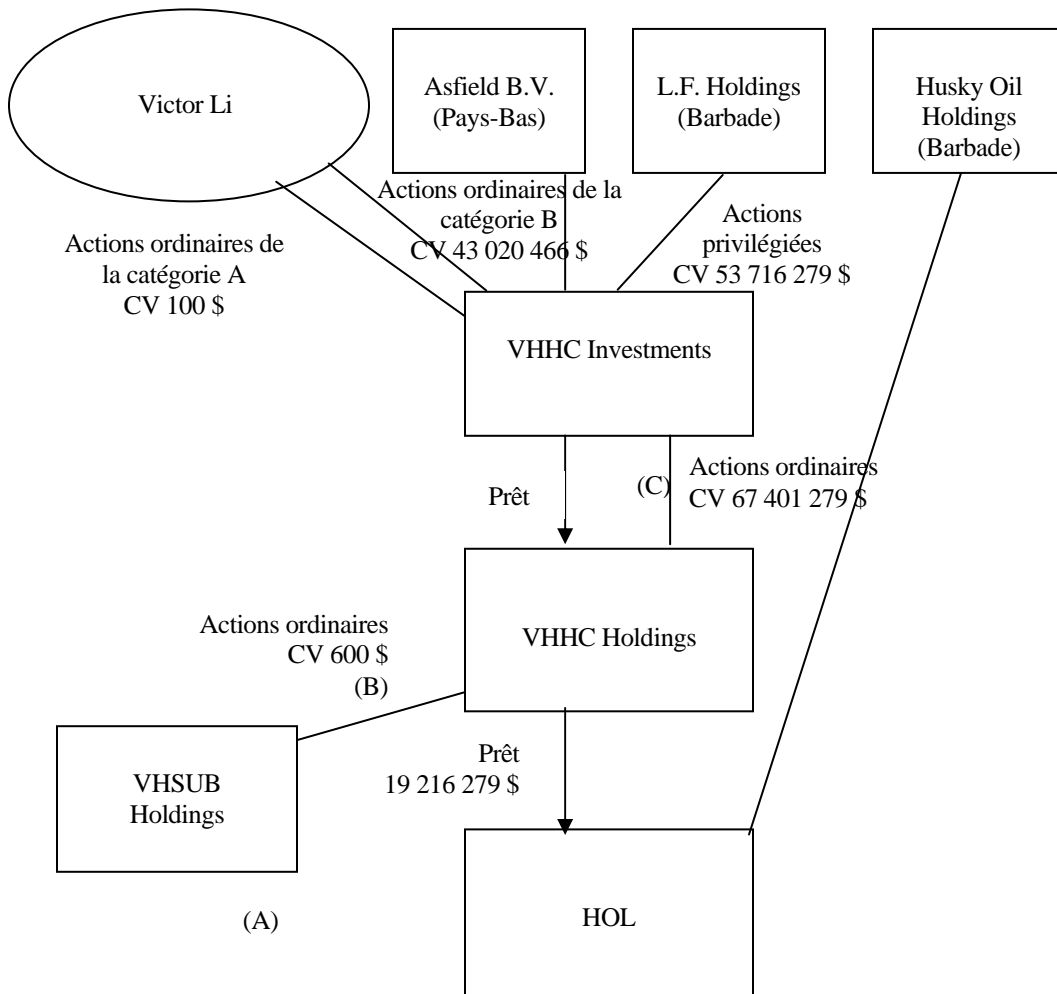 Victor Li
Asfield B.V.
(Pays-Bas)
L.F. Holdings
(Barbade)
Husky Oil
Holdings
(Barbade)
Actions ordinaires de
la catégorie A
CV 100 $
Actions ordinaires de la
catégorie B
CV 43 020 466 $
Actions
privilégiées
CV 53 716 279 $
VHHC Investments
Prêt
(C)
Actions ordinaires
CV 67 401 279 $
VHHC Holdings
Actions ordinaires
CV 600 $
(B)
VHSUB
Holdings
Prêt
19 216 279 $
(A)
HOL